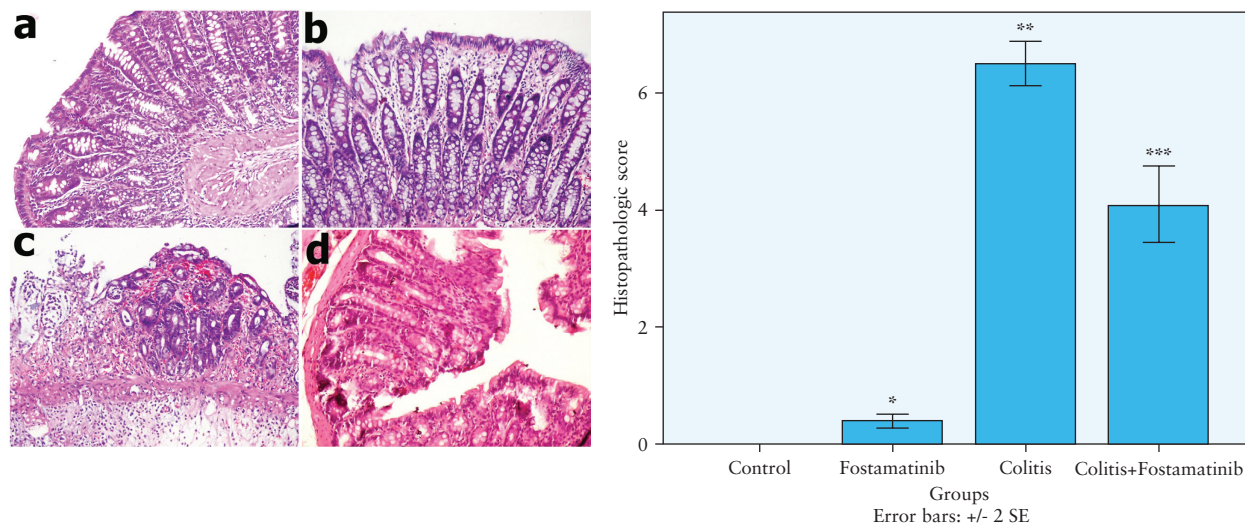 a
b
c
d
Histopathologic score
6
4
2
0
*
**
***
Control Fostamatinib Colitis Colitis+Fostamatinib
Groups
Error bars: +/- 2 SE